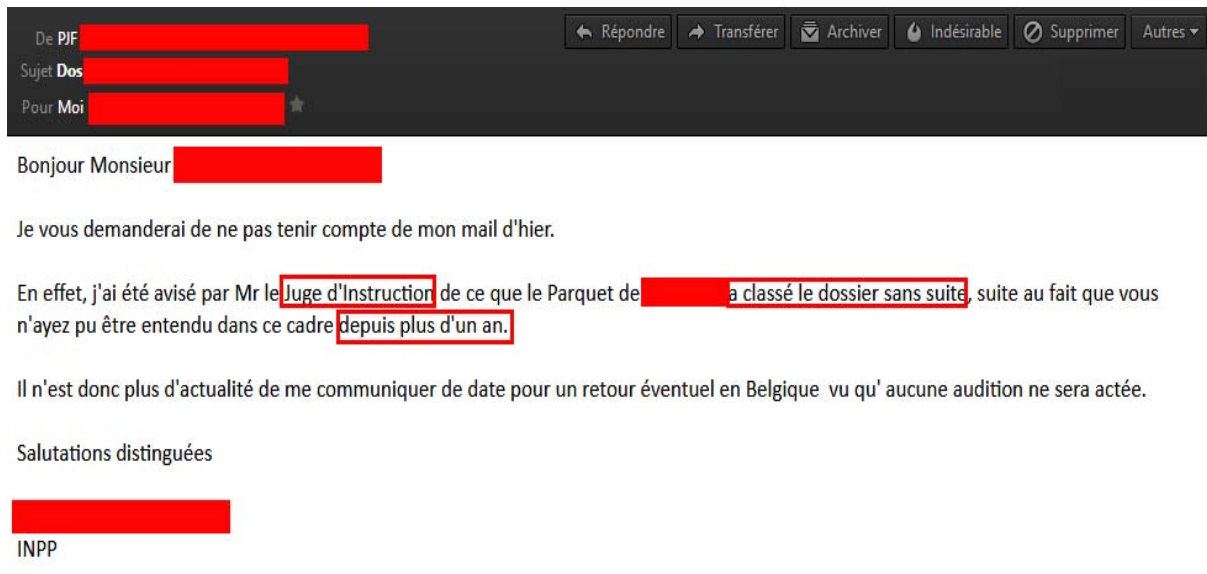 De PJF
Répondre Transférer Archiver Indésirable Supprimer Autres
Sujet Dos
Pour Moi
Bonjour Monsieur
Je vous demanderai de ne pas tenir compte de mon mail d'hier.
En effet, j'ai été avisé par Mr le Juge d'Instruction de ce que le Parquet de a classé le dossier sans suite, suite au fait que vous
n'ayez pu être entendu dans ce cadre depuis plus d'un an.
Il n'est donc plus d'actualité de me communiquer de date pour un retour éventuel en Belgique vu qu' aucune audition ne sera actée.
Salutations distinguées
INPP